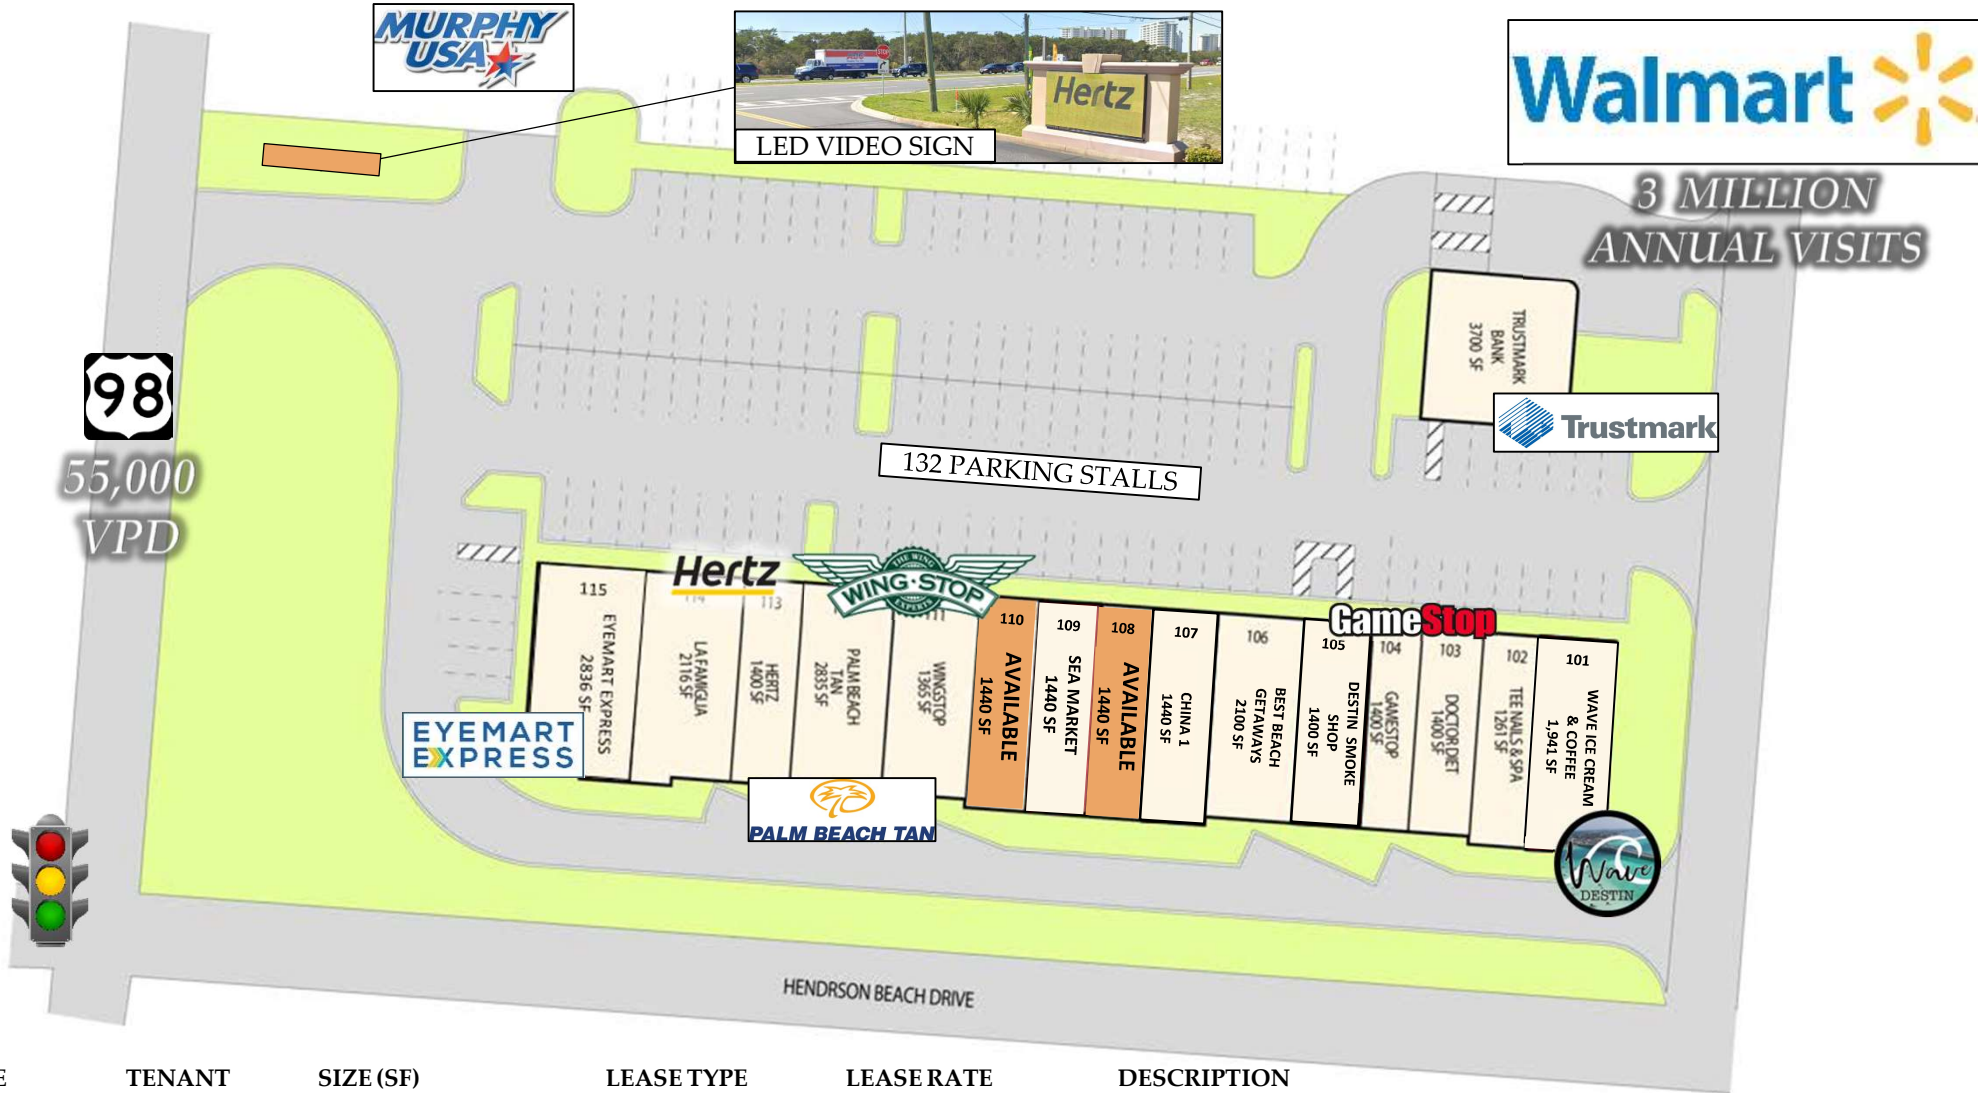 MURPHY
USA
Hertz
LED VIDEO SIGN
Walmart
3 MILLION
ANNUAL VISITS
98
55,000
VPD
TRUSTMARK
BANK
3700 SF
Trustmark
132 PARKING STALLS
Hertz
THE WING
WING·STOP
EXPERTS
GameStop
115
EYEMART EXPRESS
2836 SF
114
LA FAMIGLIA
2116 SF
113
HERTZ
1400 SF
PALM BEACH
TAN
2835 SF
111
WINGSTOP
1365 SF
110
AVAILABLE
1440 SF
109
SEA MARKET
1440 SF
108
AVAILABLE
1440 SF
107
CHINA 1
1440 SF
106
BEST BEACH
GETAWAYS
2100 SF
105
DESTIN SMOKE
SHOP
1400 SF
104
GAMESTOP
1400 SF
103
DOCTOR DIET
1400 SF
102
TEE NAILS & SPA
1261 SF
101
WAVE ICE CREAM
& COFFEE
1,941 SF
EYEMART
EXPRESS
PALM BEACH TAN
Wave
DESTIN
HENDRSON BEACH DRIVE
E TENANT SIZE (SF) LEASE TYPE LEASE RATE DESCRIPTION